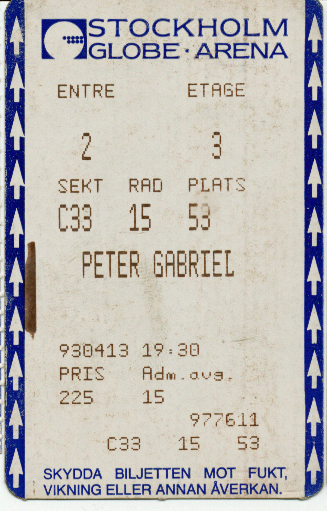 STOCKHOLM
GLOBE·ARENA
ENTRE ETAGE
2 3
SEKT RAD PLATS
C33 15 53
PETER GABRIEL
930413 19:30
PRIS Adm.avg.
225 15
977611
C33 15 53
SKYDDA BILJETTEN MOT FUKT,
VIKNING ELLER ANNAN ÅVERKAN.